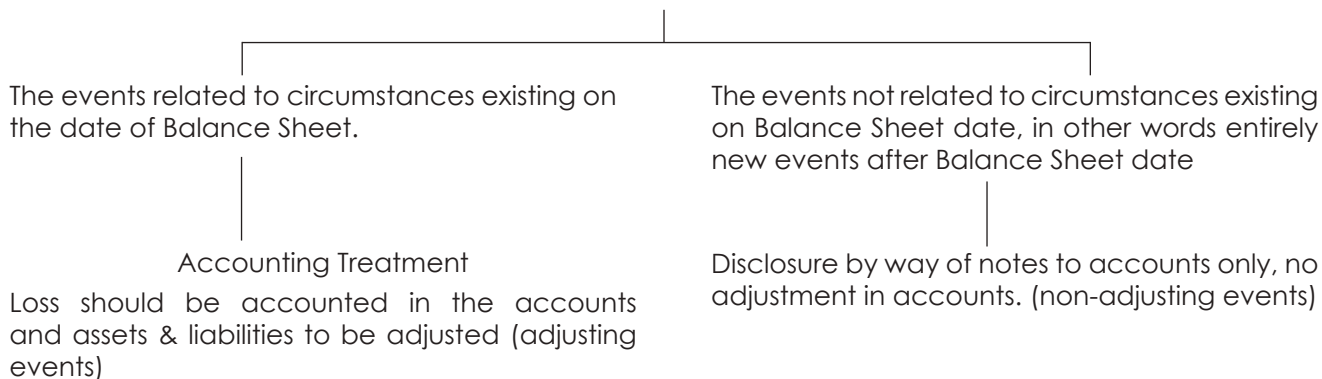 The events related to circumstances existing on
the date of Balance Sheet.
Accounting Treatment
Loss should be accounted in the accounts
and assets & liabilities to be adjusted (adjusting
events)
The events not related to circumstances existing
on Balance Sheet date, in other words entirely
new events after Balance Sheet date
Disclosure by way of notes to accounts only, no
adjustment in accounts. (non-adjusting events)